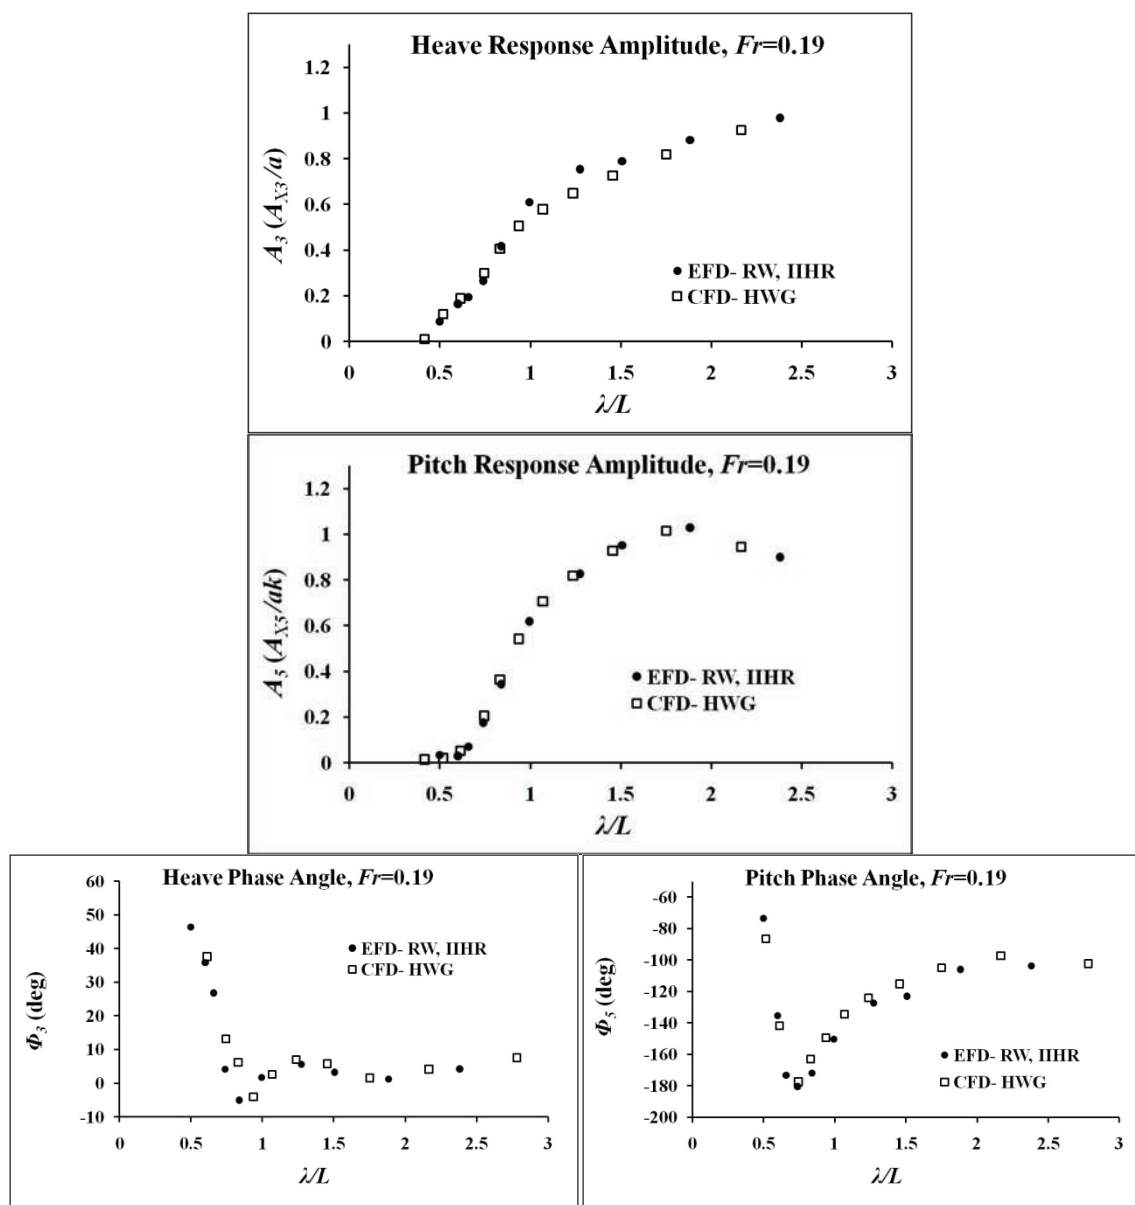 Heave Response Amplitude, Fr=0.19
1.2
1
0.8
0.6
0.4
0.2
0
A3 (AX3/a)
EFD- RW, IIHR
CFD- HWG
0 0.5 1 1.5 2 2.5 3
λ/L
Pitch Response Amplitude, Fr=0.19
1.2
1
0.8
0.6
0.4
0.2
0
A5 (AX5/ak)
EFD- RW, IIHR
CFD- HWG
0 0.5 1 1.5 2 2.5 3
λ/L
Heave Phase Angle, Fr=0.19
60
50
40
30
20
10
0
-10
Φ3 (deg)
EFD- RW, IIHR
CFD- HWG
0 0.5 1 1.5 2 2.5 3
λ/L
Pitch Phase Angle, Fr=0.19
-60
-80
-100
-120
-140
-160
-180
-200
Φ5 (deg)
EFD- RW, IIHR
CFD- HWG
0 0.5 1 1.5 2 2.5 3
λ/L